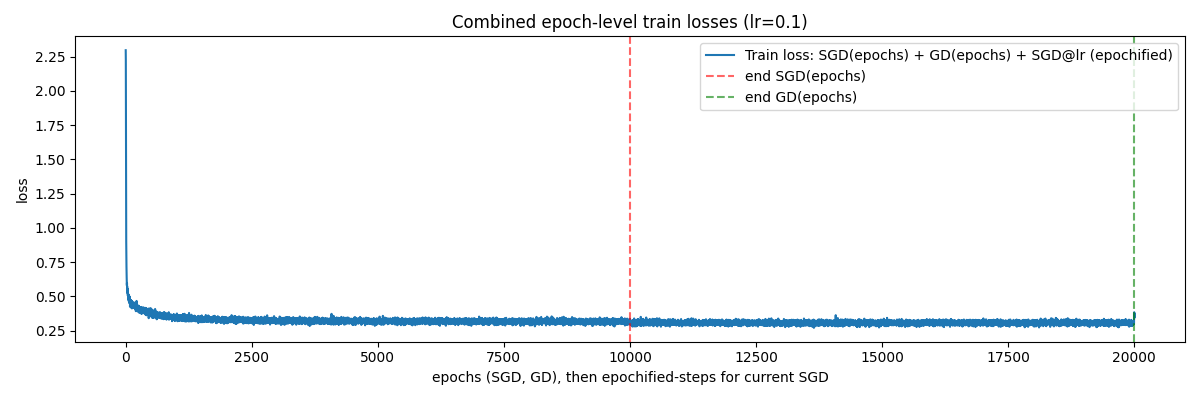 Combined epoch-level train losses (lr=0.1)
Train loss: SGD(epochs) + GD(epochs) + SGD@lr (epochified)
end SGD(epochs)
end GD(epochs)
loss
2.25
2.00
1.75
1.50
1.25
1.00
0.75
0.50
0.25
0 2500 5000 7500 10000 12500 15000 17500 20000
epochs (SGD, GD), then epochified-steps for current SGD